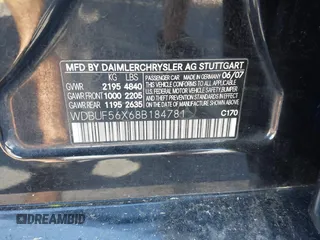 MFD BY DAIMLERCHRYSLER AG STUTTGART
KG LBS MADE IN GERMANY 06/07
GVWR 2195 4840 THIS VEHICLE CONFORMS TO ALL APPLICABLE
GAWR FRONT 1000 2205 U.S. FEDERAL MOTOR VEHICLE SAFETY, BUMPER
GAWR REAR 1195 2635 AND THEFT PREVENTION STANDARDS IN
EFFECT ON THE DATE OF MANUFACTURE SHOWN ABOVE.
WDBUF56X68B184781 C170
DREAMBID